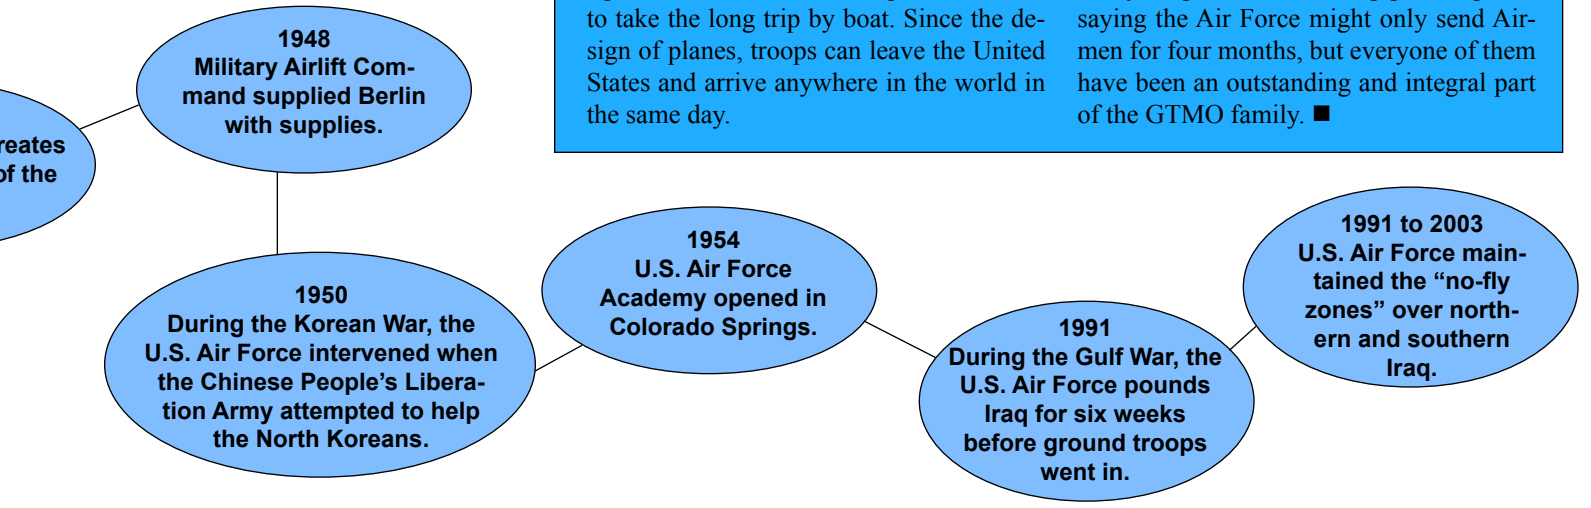 to take the long trip by boat. Since the de-
sign of planes, troops can leave the United
States and arrive anywhere in the world in
the same day.
saying the Air Force might only send Air-
men for four months, but everyone of them
have been an outstanding and integral part
of the GTMO family. ■
reates
of the
1948
Military Airlift Com-
mand supplied Berlin
with supplies.
1950
During the Korean War, the
U.S. Air Force intervened when
the Chinese People’s Libera-
tion Army attempted to help
the North Koreans.
1954
U.S. Air Force
Academy opened in
Colorado Springs.
1991
During the Gulf War, the
U.S. Air Force pounds
Iraq for six weeks
before ground troops
went in.
1991 to 2003
U.S. Air Force main-
tained the “no-fly
zones” over north-
ern and southern
Iraq.